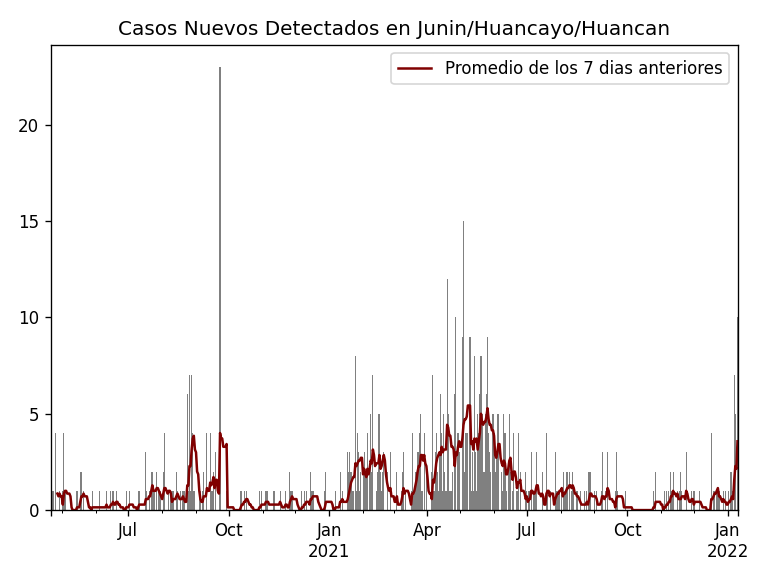 Casos Nuevos Detectados en Junin/Huancayo/Huancan
Promedio de los 7 dias anteriores
20
15
10
5
0
Jul Oct Jan Apr Jul Oct Jan
2021 2022